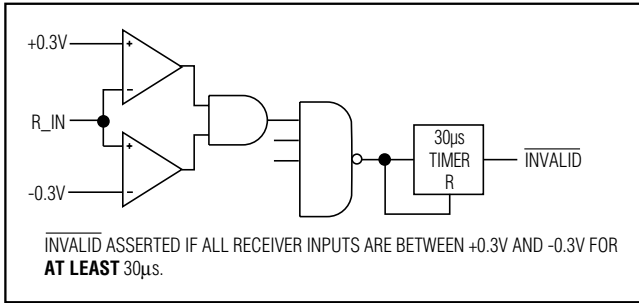 +0.3V
+
-
R_IN
+
-
-0.3V
30µs
TIMER
R
INVALID
INVALID ASSERTED IF ALL RECEIVER INPUTS ARE BETWEEN +0.3V AND -0.3V FOR
AT LEAST 30µs.